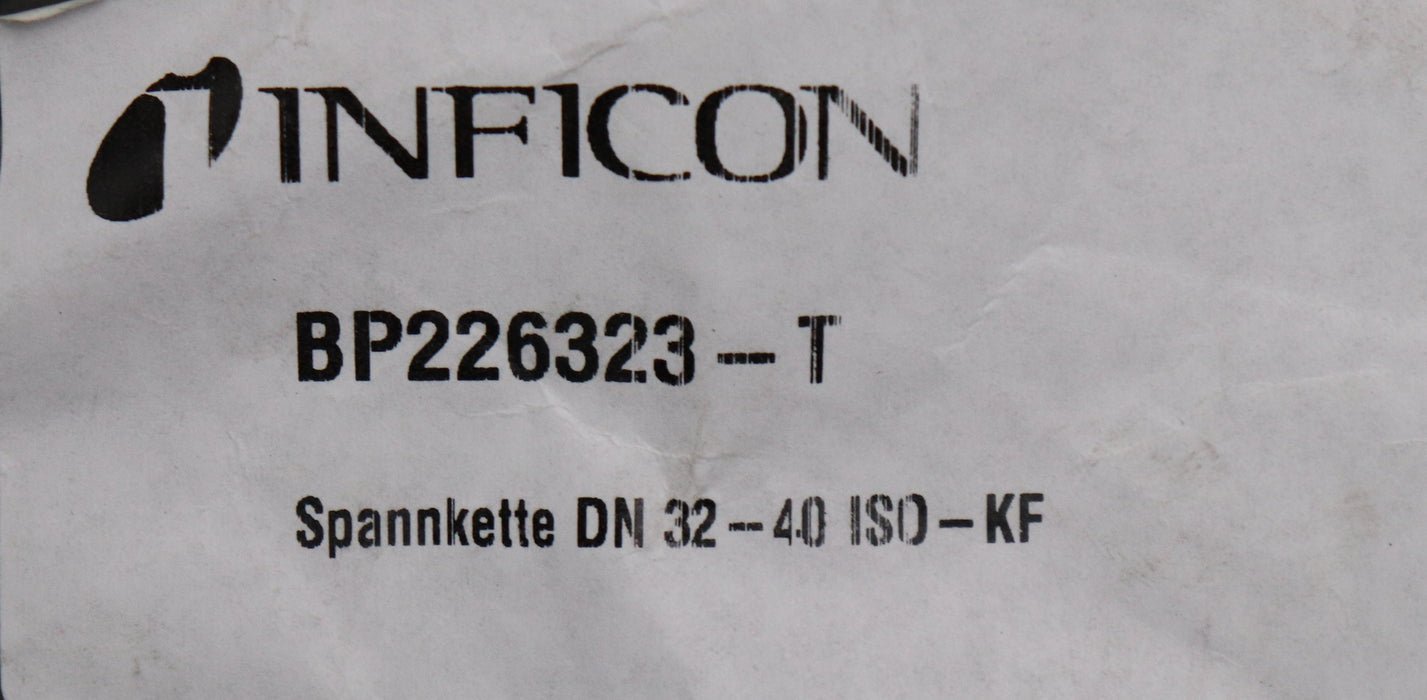 INFICON
BP226323-T
Spannkette DN 32-40 ISO-KF